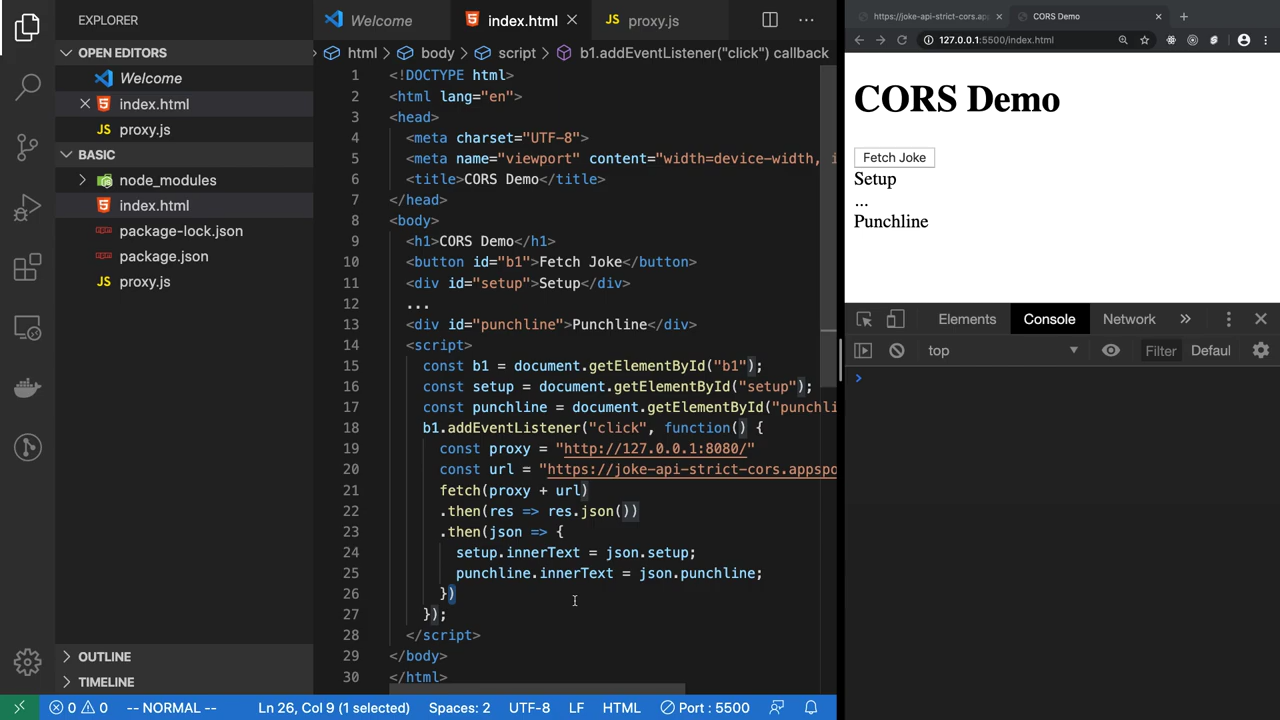 EXPLORER
OPEN EDITORS
Welcome
index.html
JS proxy.js
BASIC
node_modules
index.html
package-lock.json
package.json
JS proxy.js
OUTLINE
TIMELINE
Welcome
index.html
JS proxy.js
html body script b1.addEventListener("click") callback
1 <!DOCTYPE html>
2 <html lang="en">
3 <head>
4 <meta charset="UTF-8">
5 <meta name="viewport" content="width=device-width, i
6 <title>CORS Demo</title>
7 </head>
8 <body>
9 <h1>CORS Demo</h1>
10 <button id="b1">Fetch Joke</button>
11 <div id="setup">Setup</div>
12 ...
13 <div id="punchline">Punchline</div>
14 <script>
15 const b1 = document.getElementById("b1");
16 const setup = document.getElementById("setup");
17 const punchline = document.getElementById("punchli
18 b1.addEventListener("click", function() {
19 const proxy = "http://127.0.0.1:8080/"
20 const url = "https://joke-api-strict-cors.appspo
21 fetch(proxy + url)
22 .then(res => res.json())
23 .then(json => {
24 setup.innerText = json.setup;
25 punchline.innerText = json.punchline;
26 })
27 });
28 </script>
29 </body>
30 </html>
0 0 -- NORMAL -- Ln 26, Col 9 (1 selected) Spaces: 2 UTF-8 LF HTML Port : 5500
https://joke-api-strict-cors.app
CORS Demo
127.0.0.1:5500/index.html
CORS Demo
Fetch Joke
Setup
...
Punchline
Elements Console Network
top Filter Defaul